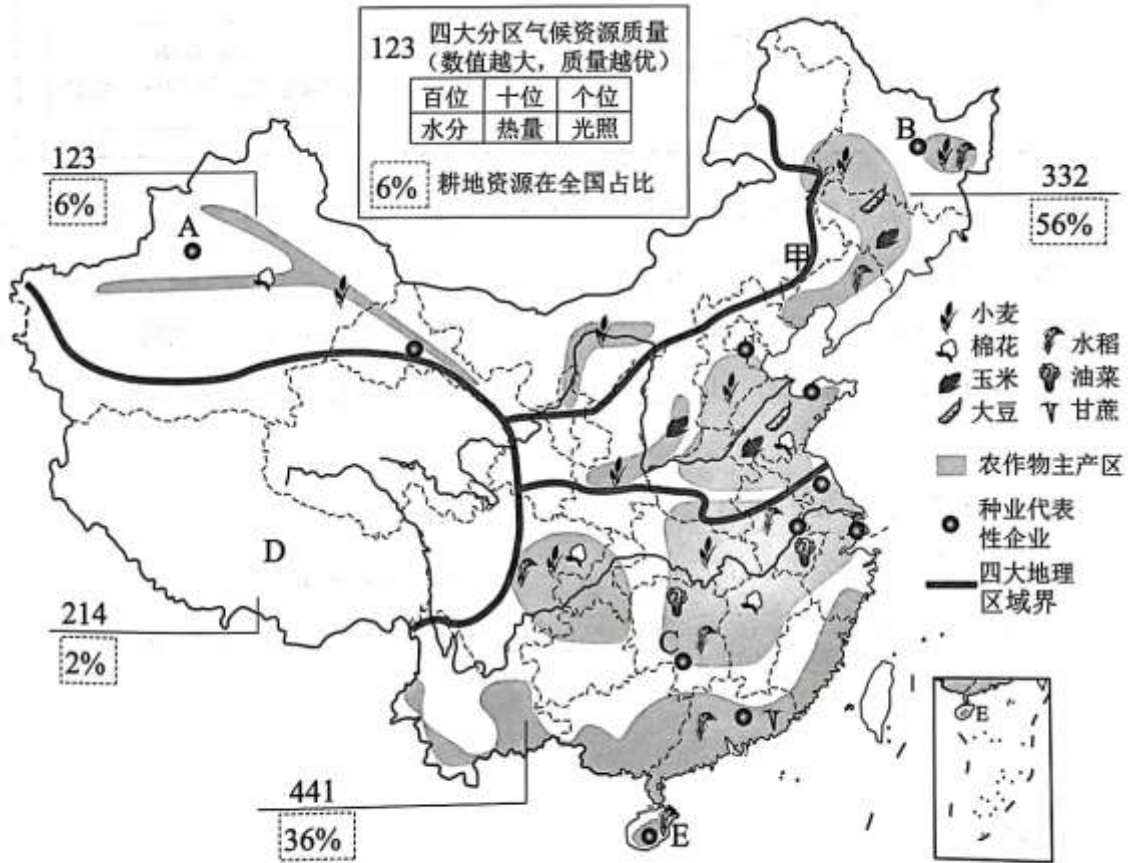 123 四大分区气候资源质量
(数值越大，质量越优)
百位 十位 个位
水分 热量 光照
6% 耕地资源在全国占比
123
6%
A
B
332
56%
甲
小麦
棉花 水稻
玉米 油菜
大豆 甘蔗
农作物主产区
种业代表
性企业
四大地理
区域界
D
214
2%
C
441
36%
E
E